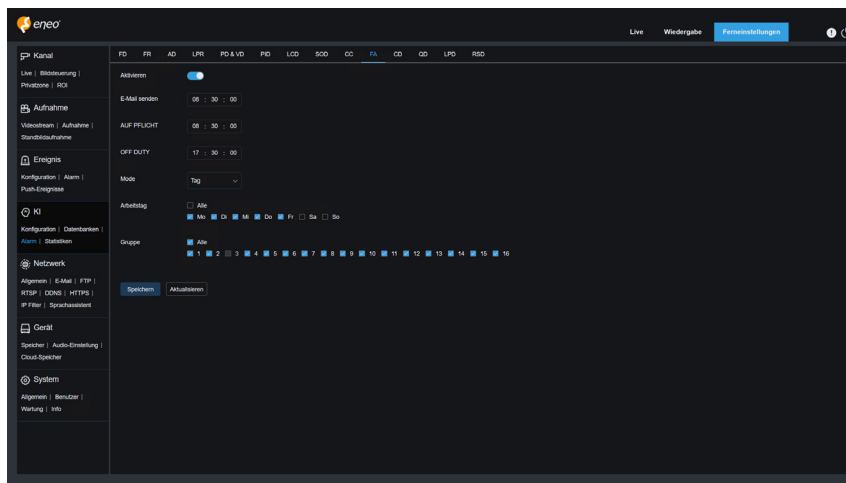 eneo
Live Wiedergabe Ferneinstellungen
Kanal
Live | Bildsteuerung |
Privatzone | ROI
Aufnahme
Videostream | Aufnahme |
Standbildaufnahme
Ereignis
Konfiguration | Alarm |
Push-Ereignisse
KI
Konfiguration | Datenbanken |
Alarm | Statistiken
Netzwerk
Allgemein | E-Mail | FTP |
RTSP | DDNS | HTTPS |
IP Filter | Sprachassistent
Gerät
Speicher | Audio-Einstellung |
Cloud-Speicher
System
Allgemein | Benutzer |
Wartung | Info
FD FR AD LPR PD & VD PID LCD SOD CC FA CD QD LPD RSD
Aktivieren
E-Mail senden 08 : 30 : 00
AUF PFLICHT 08 : 30 : 00
OFF DUTY 17 : 30 : 00
Mode Tag
Arbeitstag Alle
Mo Di Mi Do Fr Sa So
Gruppe Alle
1 2 3 4 5 6 7 8 9 10 11 12 13 14 15 16
Speichern Aktualisieren